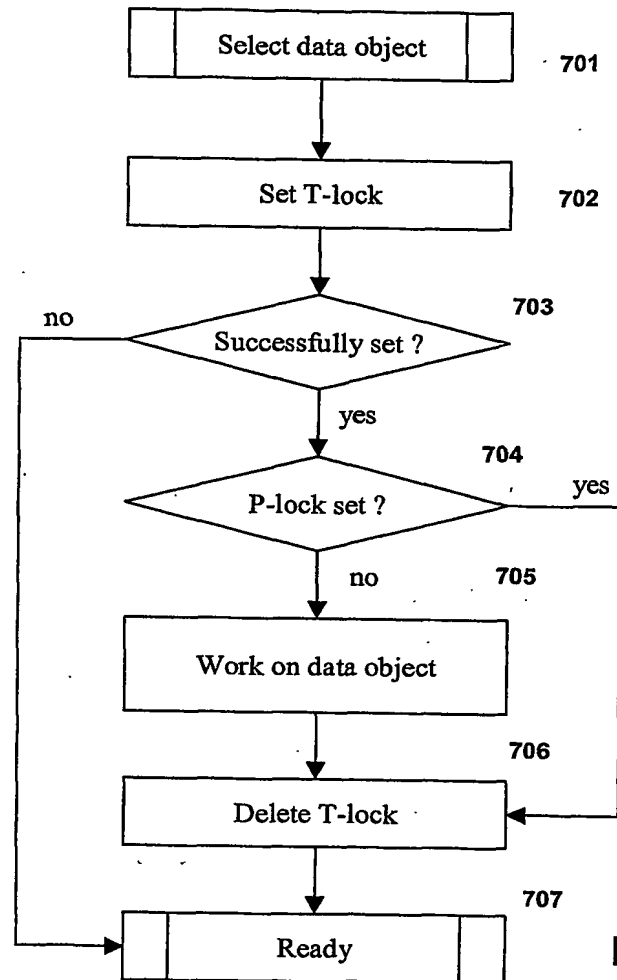 Select data object
701
Set T-lock
702
703
no
Successfully set ?
yes
704
P-lock set ?
yes
no
705
Work on data object
706
Delete T-lock
707
Ready